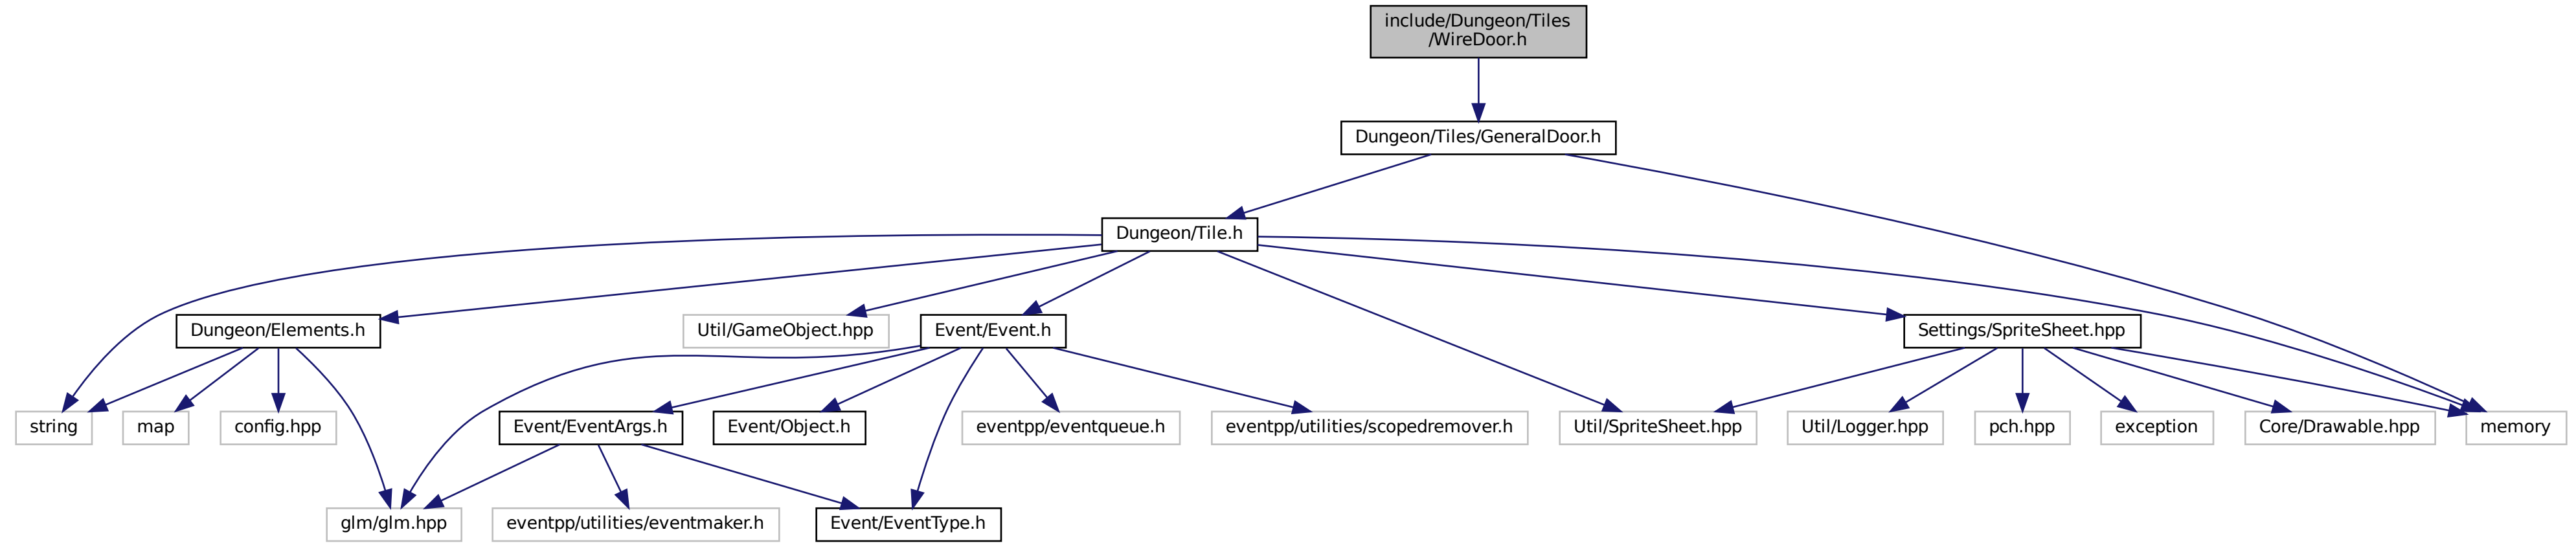 include/Dungeon/Tiles
/WireDoor.h
Dungeon/Tiles/GeneralDoor.h
Dungeon/Tile.h
Dungeon/Elements.h
Util/GameObject.hpp
Event/Event.h
Settings/SpriteSheet.hpp
string
map
config.hpp
Event/EventArgs.h
Event/Object.h
eventpp/eventqueue.h
eventpp/utilities/scopedremover.h
Util/SpriteSheet.hpp
Util/Logger.hpp
pch.hpp
exception
Core/Drawable.hpp
memory
glm/glm.hpp
eventpp/utilities/eventmaker.h
Event/EventType.h